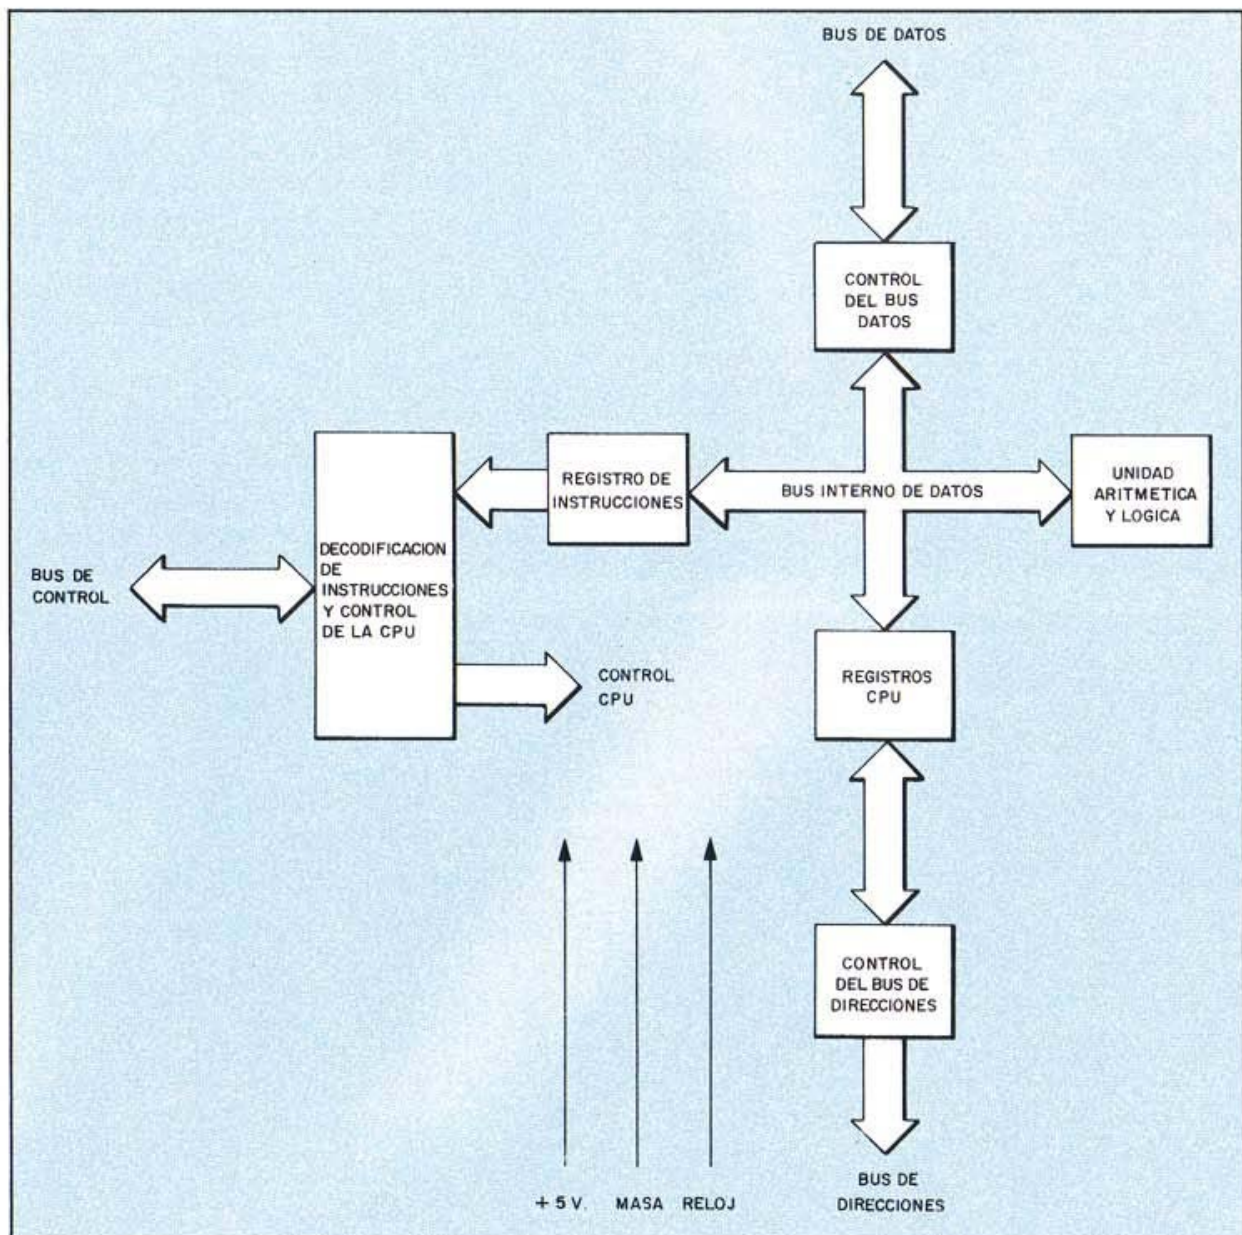 BUS DE DATOS
CONTROL
DEL BUS
DATOS
REGISTRO DE
INSTRUCCIONES
BUS INTERNO DE DATOS
UNIDAD
ARITMETICA
Y LOGICA
DECODIFICACION
DE
INSTRUCCIONES
Y CONTROL
DE LA CPU
BUS DE
CONTROL
CONTROL
CPU
REGISTROS
CPU
CONTROL
DEL BUS DE
DIRECCIONES
+ 5 V. MASA RELOJ
BUS DE
DIRECCIONES